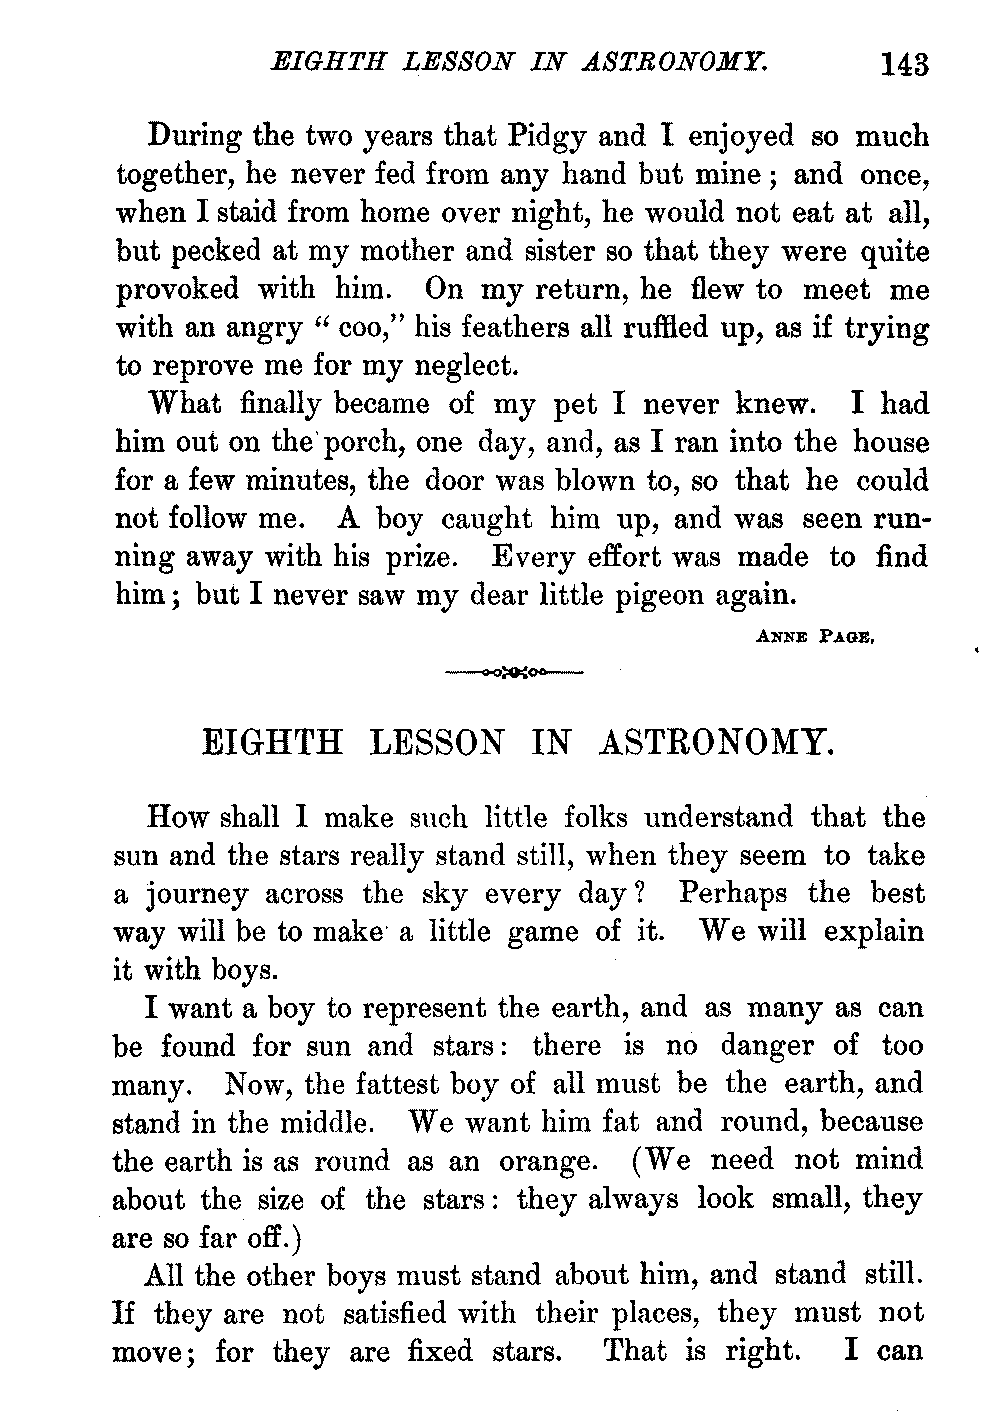 EIGHTH LESSON IN ASTRONOMY. 143
During the two years that Pidgy and I enjoyed so much
together, he never fed from any hand but mine; and once,
when I staid from home over night, he would not eat at all,
but pecked at my mother and sister so that they were quite
provoked with him. On my return, he flew to meet me
with an angry “coo,” his feathers all ruffled up, as if trying
to reprove me for my neglect.
What finally became of my pet I never knew. I had
him out on the porch, one day, and, as I ran into the house
for a few minutes, the door was blown to, so that he could
not follow me. A boy caught him up, and was seen run-
ning away with his prize. Every effort was made to find
him; but I never saw my dear little pigeon again.
ANNE PAGE.
EIGHTH LESSON IN ASTRONOMY.
How shall I make such little folks understand that the
sun and the stars really stand still, when they seem to take
a journey across the sky every day? Perhaps the best
way will be to make a little game of it. We will explain
it with boys.
I want a boy to represent the earth, and as many as can
be found for sun and stars: there is no danger of too
many. Now, the fattest boy of all must be the earth, and
stand in the middle. We want him fat and round, because
the earth is as round as an orange. (We need not mind
about the size of the stars: they always look small, they
are so far off.)
All the other boys must stand about him, and stand still.
If they are not satisfied with their places, they must not
move; for they are fixed stars. That is right. I can